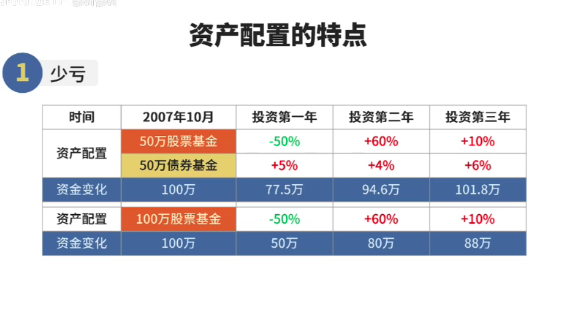 资产配置的特点
1 少亏
时间 2007年10月 投资第一年 投资第二年 投资第三年
资产配置 50万股票基金 -50% +60% +10%
50万债券基金 +5% +4% +6%
资金变化 100万 77.5万 94.6万 101.8万
资产配置 100万股票基金 -50% +60% +10%
资金变化 100万 50万 80万 88万